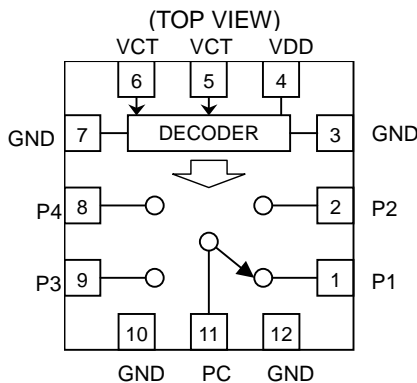 (TOP VIEW)
VCT VCT VDD
6 5 4
GND 7 DECODER 3 GND
P4 8 2 P2
P3 9 1 P1
10 11 12
GND PC GND